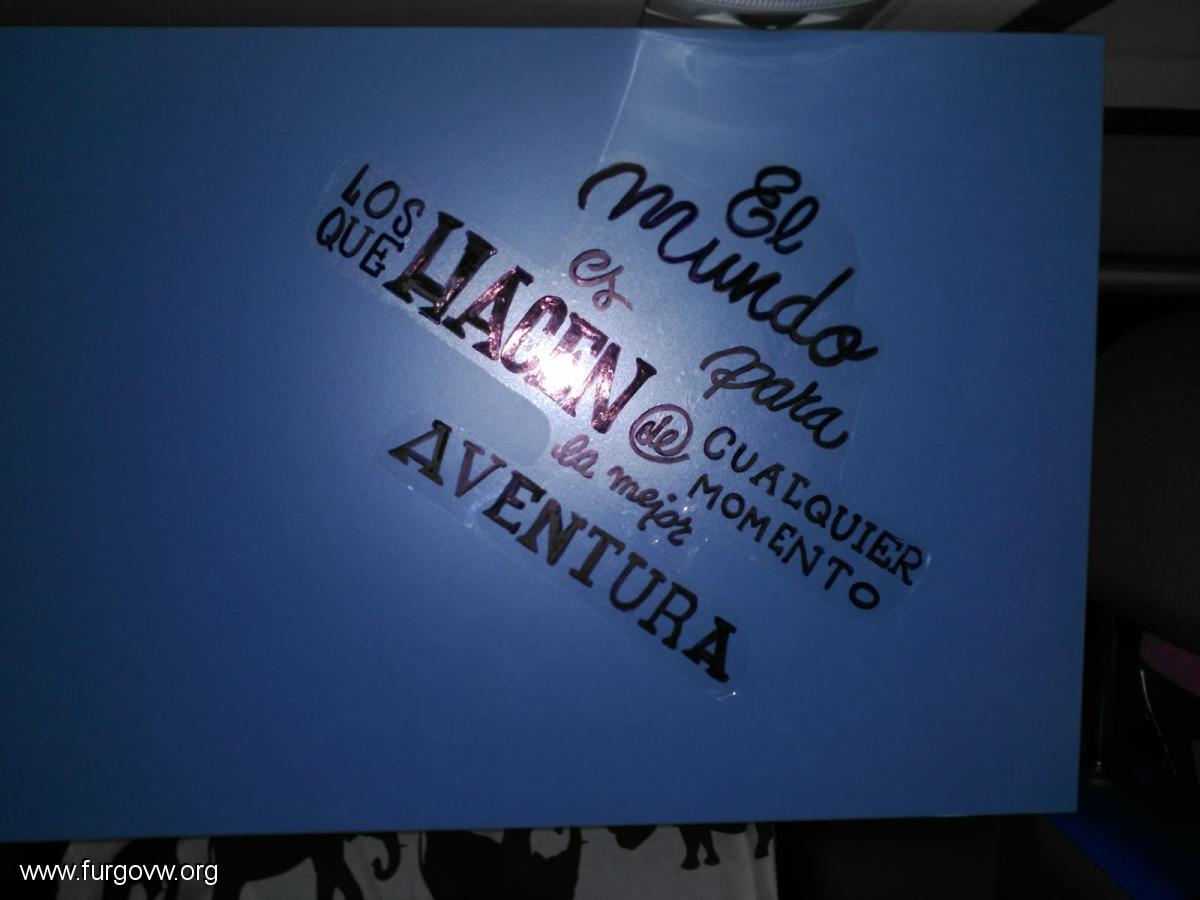 El
mundo
es para
LOS QUE HACEN de CUALQUIER MOMENTO
la mejor
AVENTURA
www.furgovw.org